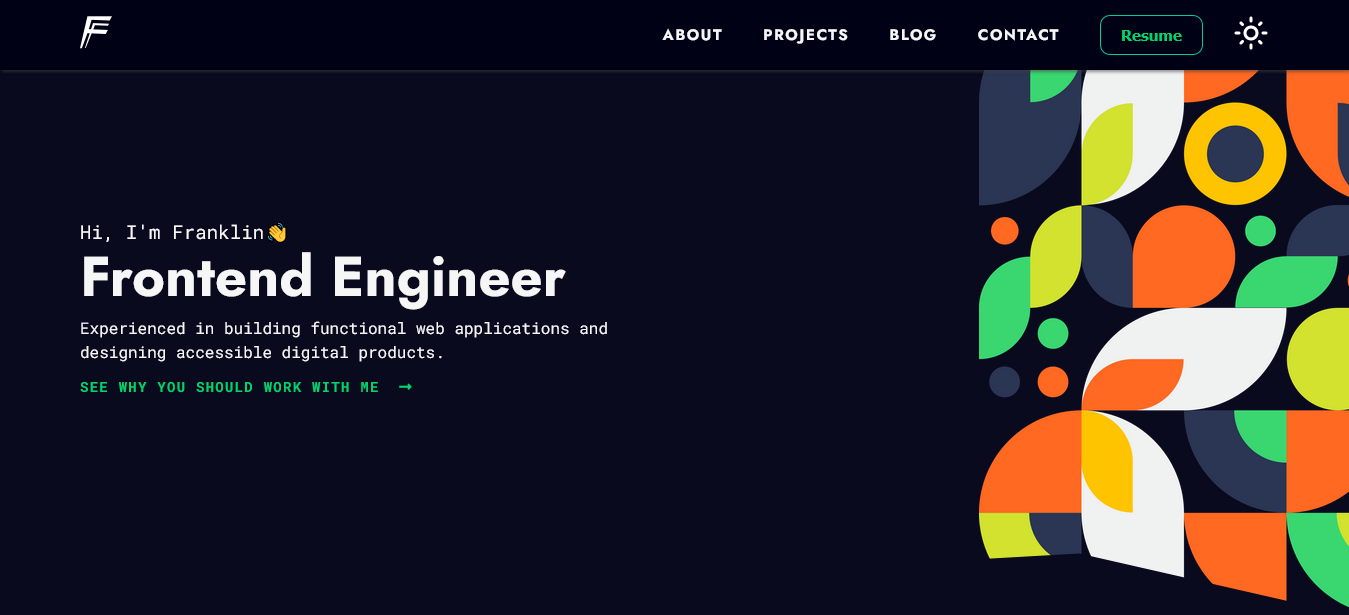 F
ABOUT PROJECTS BLOG CONTACT Resume
Hi, I'm Franklin👋
Frontend Engineer
Experienced in building functional web applications and
designing accessible digital products.
SEE WHY YOU SHOULD WORK WITH ME →